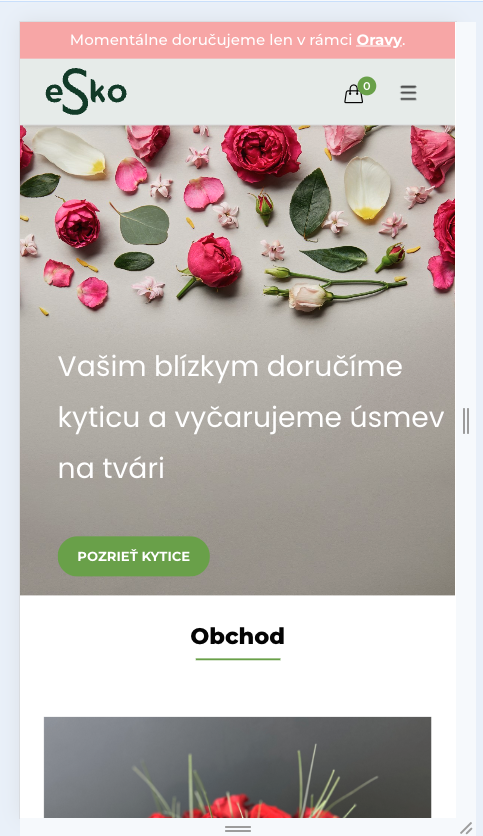 Momentálne doručujeme len v rámci Oravy.
eSko
0
Vašim blízkym doručíme
kyticu a vyčarujeme úsmev
na tvári
POZRIEŤ KYTICE
Obchod